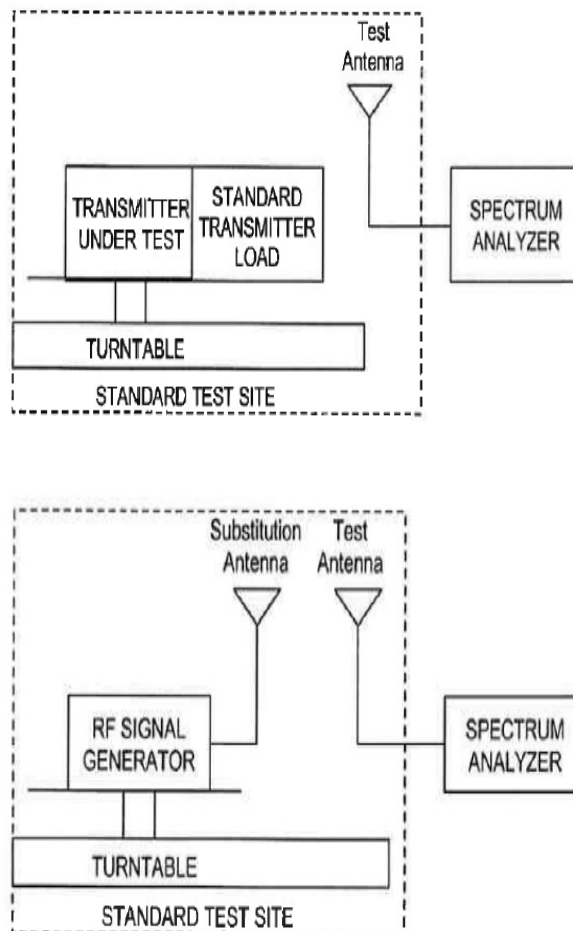 Test
Antenna
TRANSMITTER
UNDER TEST
STANDARD
TRANSMITTER
LOAD
SPECTRUM
ANALYZER
TURNTABLE
STANDARD TEST SITE
Substitution
Antenna
Test
Antenna
RF SIGNAL
GENERATOR
SPECTRUM
ANALYZER
TURNTABLE
STANDARD TEST SITE